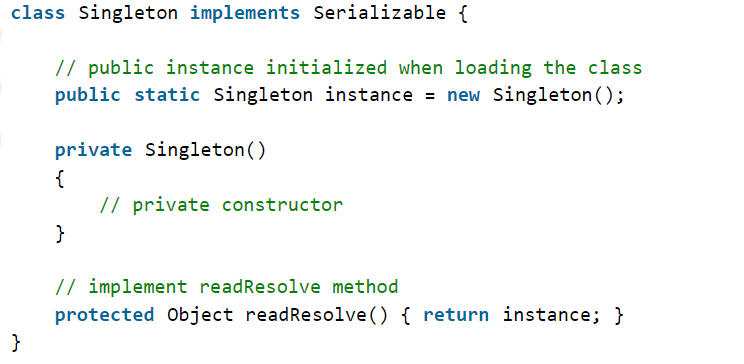 class Singleton implements Serializable {
// public instance initialized when loading the class
public static Singleton instance = new Singleton();
private Singleton()
{
// private constructor
}
// implement readResolve method
protected Object readResolve() { return instance; }
}